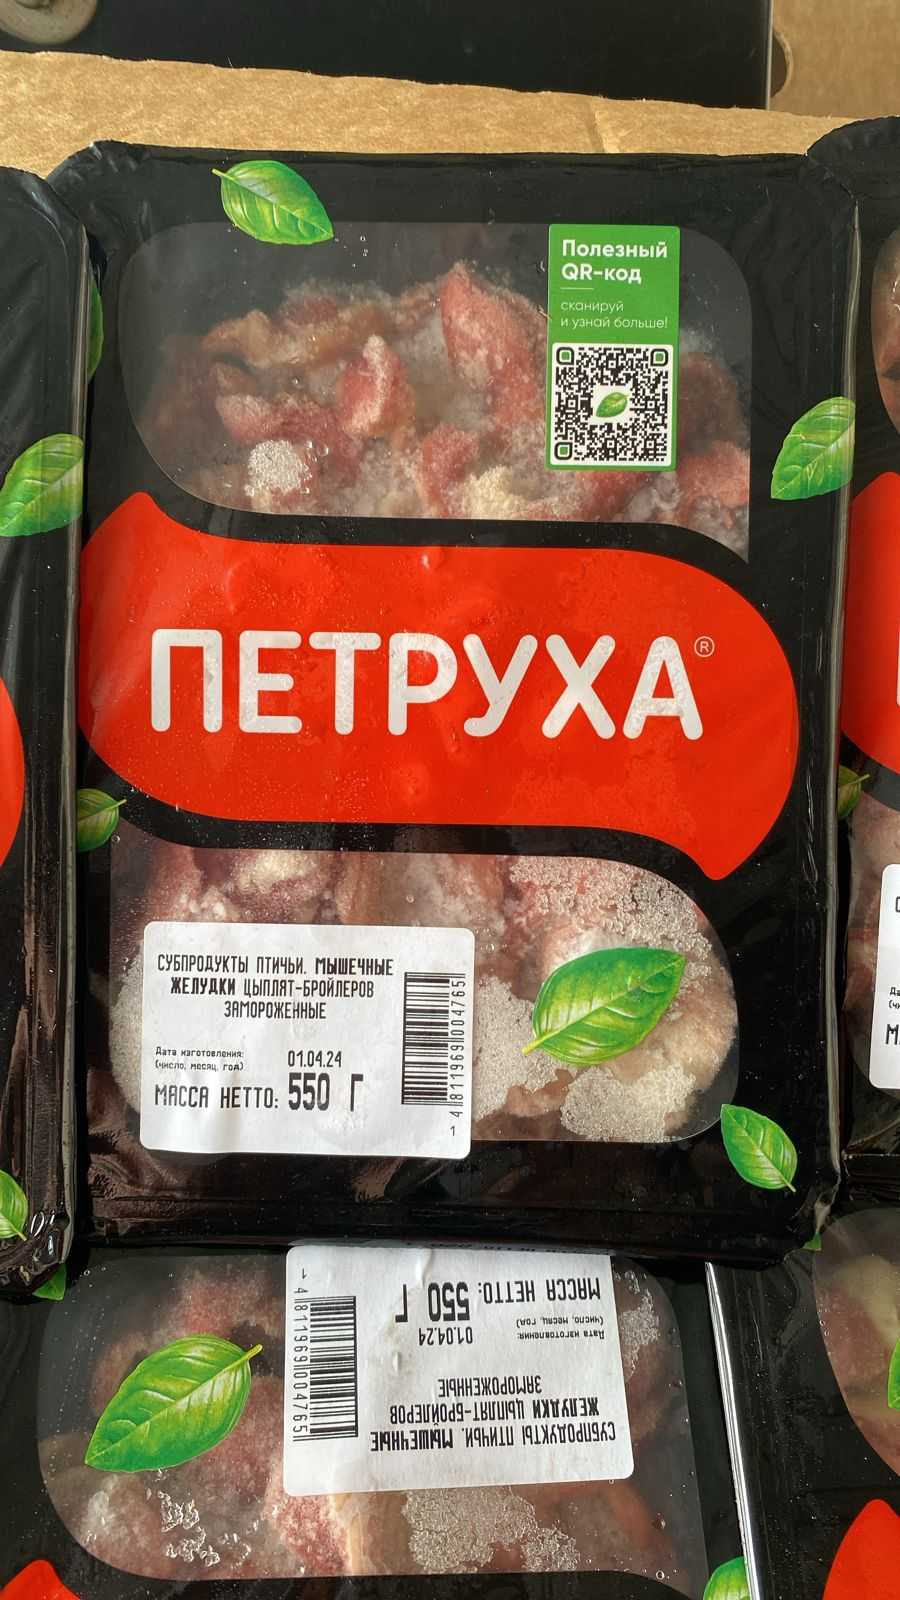 Полезный
QR-код
сканируй
и узнай больше!
ПЕТРУХА®
СУБПРОДУКТЫ ПТИЧЬИ. МЫШЕЧНЫЕ
ЖЕЛУДКИ ЦЫПЛЯТ-БРОЙЛЕРОВ
ЗАМОРОЖЕННЫЕ
Дата изготовления:
(число, месяц, год)
01.04.24
МАССА НЕТТО: 550 Г
14811969004765
СУБПРОДУКТЫ ПТИЧЬИ. МЫШЕЧНЫЕ
ЖЕЛУДКИ ЦЫПЛЯТ-БРОЙЛЕРОВ
ЗАМОРОЖЕННЫЕ
Дата изготовления:
(число, месяц, год)
01.04.24
МАССА НЕТТО: 550 Г
14811969004765